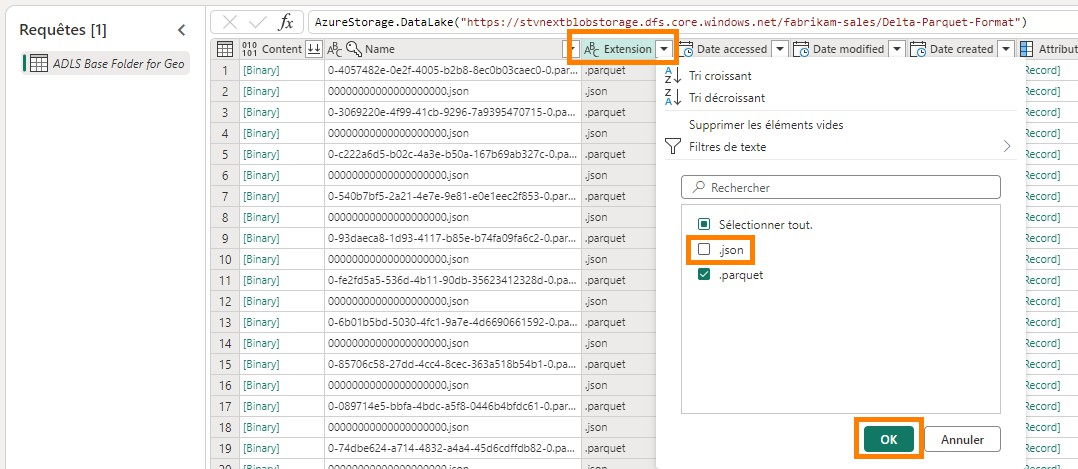 Requêtes [1]
fx AzureStorage.DataLake("https://stvnextblobstorage.dfs.core.windows.net/fabrikam-sales/Delta-Parquet-Format")
ADLS Base Folder for Geo
010 101 Content ABC Name ABC Extension Date accessed Date modified Date created Attribut
1 [Binary] 0-4057482e-0e2f-4005-b2b8-8ec0b03caec0-0.par... .parquet Record]
2 [Binary] 00000000000000000000.json .json Record]
3 [Binary] 0-3069220e-4f99-41cb-9296-7a9395470715-0.par... .parquet Record]
4 [Binary] 00000000000000000000.json .json Record]
5 [Binary] 0-c222a6d5-b02c-4a3e-b50a-167b69ab327c-0.pa... .parquet Record]
6 [Binary] 00000000000000000000.json .json Record]
7 [Binary] 0-540b7bf5-2a21-4e7e-9e81-e0e1eec2f853-0.par... .parquet Record]
8 [Binary] 00000000000000000000.json .json Record]
9 [Binary] 0-93daeca8-1d93-4117-b85e-b74fa09fa6c2-0.par... .parquet Record]
10 [Binary] 00000000000000000000.json .json Record]
11 [Binary] 0-fe2fd5a5-536d-4b11-90db-35623412328d-0.par... .parquet Record]
12 [Binary] 00000000000000000000.json .json Record]
13 [Binary] 0-6b01b5bd-5030-4fc1-9a7e-4d6690661592-0.pa... .parquet Record]
14 [Binary] 00000000000000000000.json .json Record]
15 [Binary] 0-85706c58-27dd-4cc4-8cec-363a518b54b1-0.par... .parquet Record]
16 [Binary] 00000000000000000000.json .json Record]
17 [Binary] 0-089714e5-bbfa-4bdc-a5f8-0446b4bfdc61-0.par... .parquet Record]
18 [Binary] 00000000000000000000.json .json Record]
19 [Binary] 0-74dbe624-a714-4832-a4a4-45d6cdffdb82-0.par... .parquet Record]
Tri croissant
Tri décroissant
Supprimer les éléments vides
Filtres de texte
Rechercher
Sélectionner tout.
.json
.parquet
OK Annuler